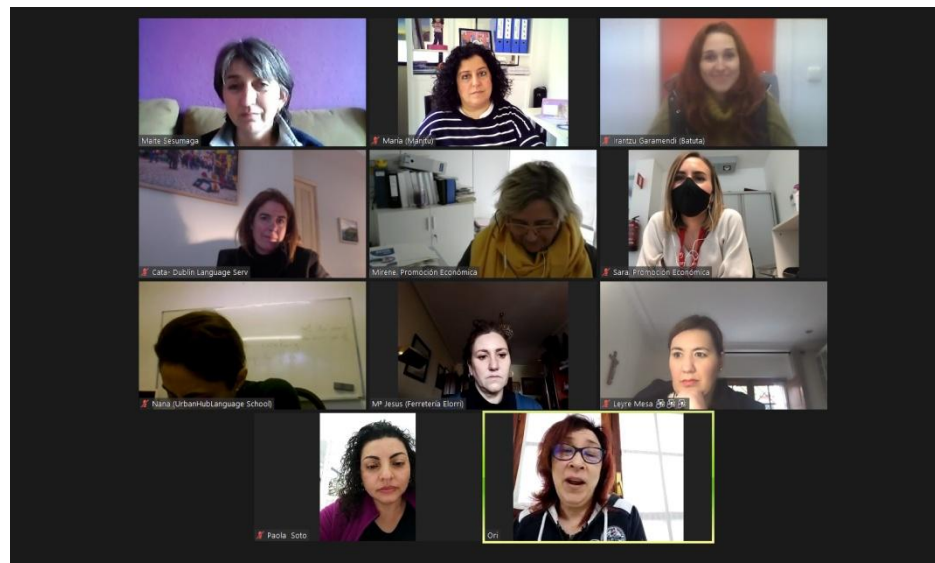 Maite Sesumaga
María (Maritu)
Irantzu Garamendi (Batuta)
Cata- Dublin Language Serv
Mirene, Promoción Económica
Sara, Promoción Económica
Nana (UrbanHubLanguage School)
Mª Jesus (Ferretería Elorri)
Leyre Mesa
Paola Soto
Ori